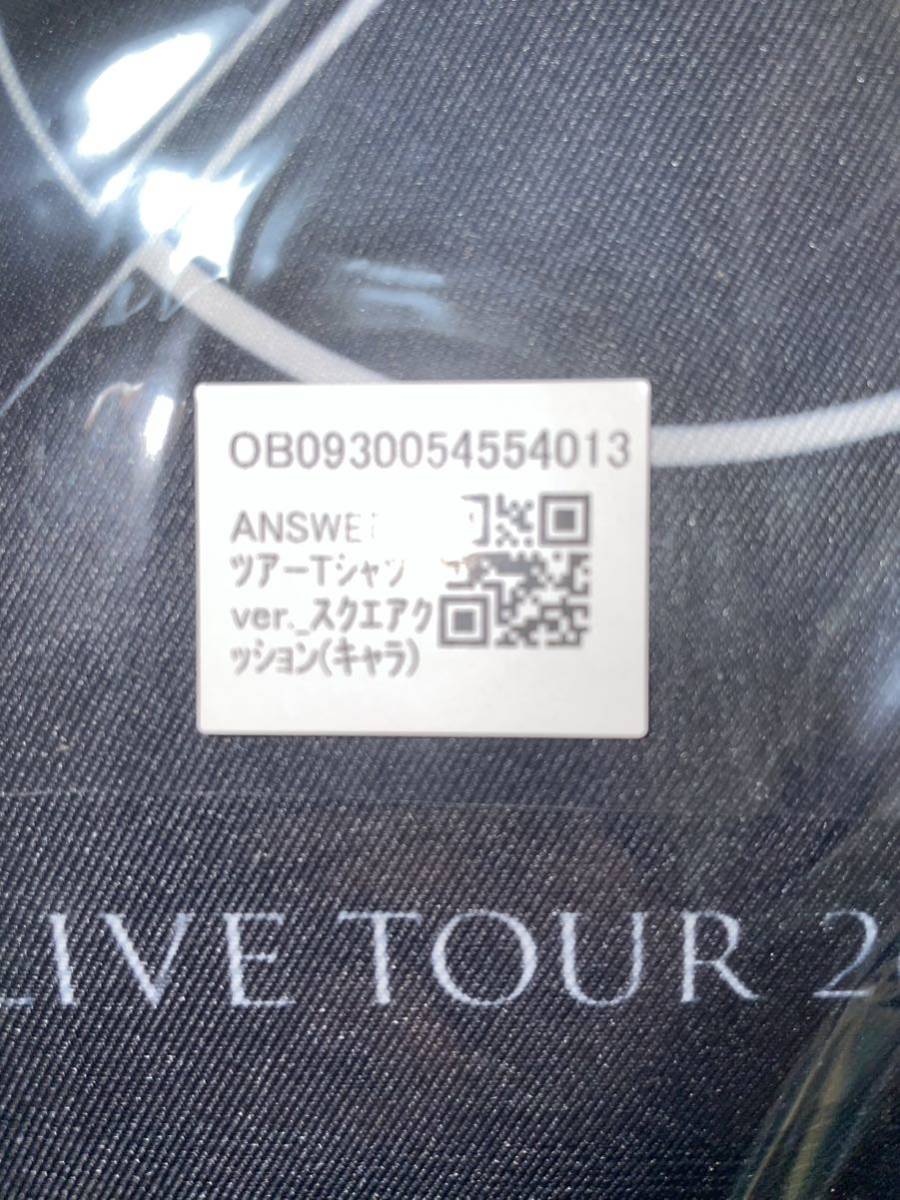 OB0930054554013
ANSWE
ツアーTシャツ
ver._スクエアク
ッション(キャラ)
LIVE TOUR 2